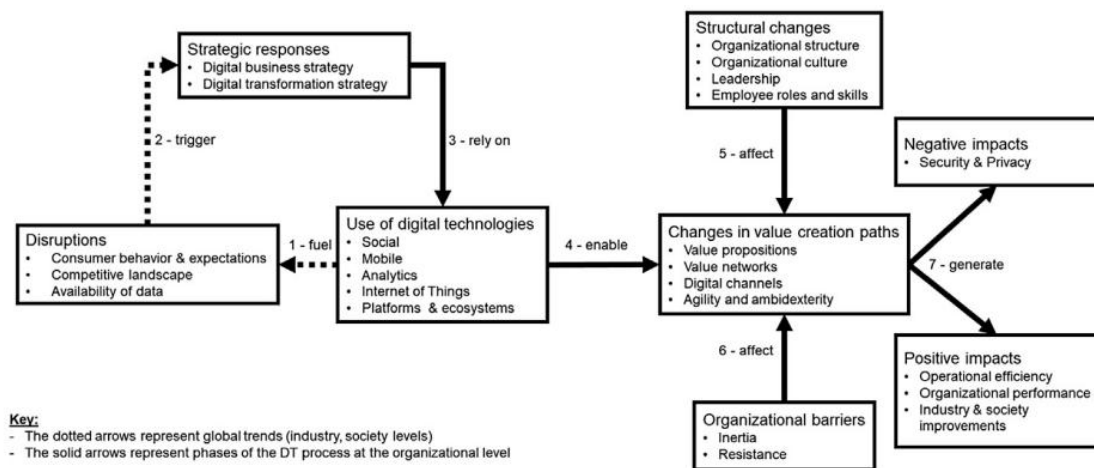 Strategic responses
• Digital business strategy
• Digital transformation strategy
2 - trigger
3 - rely on
Disruptions
• Consumer behavior & expectations
• Competitive landscape
• Availability of data
1 - fuel
Use of digital technologies
• Social
• Mobile
• Analytics
• Internet of Things
• Platforms & ecosystems
4 - enable
Structural changes
• Organizational structure
• Organizational culture
• Leadership
• Employee roles and skills
5 - affect
Changes in value creation paths
• Value propositions
• Value networks
• Digital channels
• Agility and ambidexterity
6 - affect
Organizational barriers
• Inertia
• Resistance
7 - generate
Negative impacts
• Security & Privacy
Positive impacts
• Operational efficiency
• Organizational performance
• Industry & society
improvements
Key:
- The dotted arrows represent global trends (industry, society levels)
- The solid arrows represent phases of the DT process at the organizational level